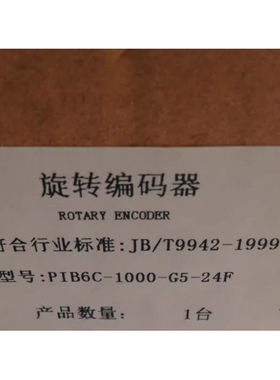 旋转编码器
ROTARY ENCODER
符合行业标准:JB/T9942-1999
型号:PIB6C-1000-G5-24F
产品数量: 1台